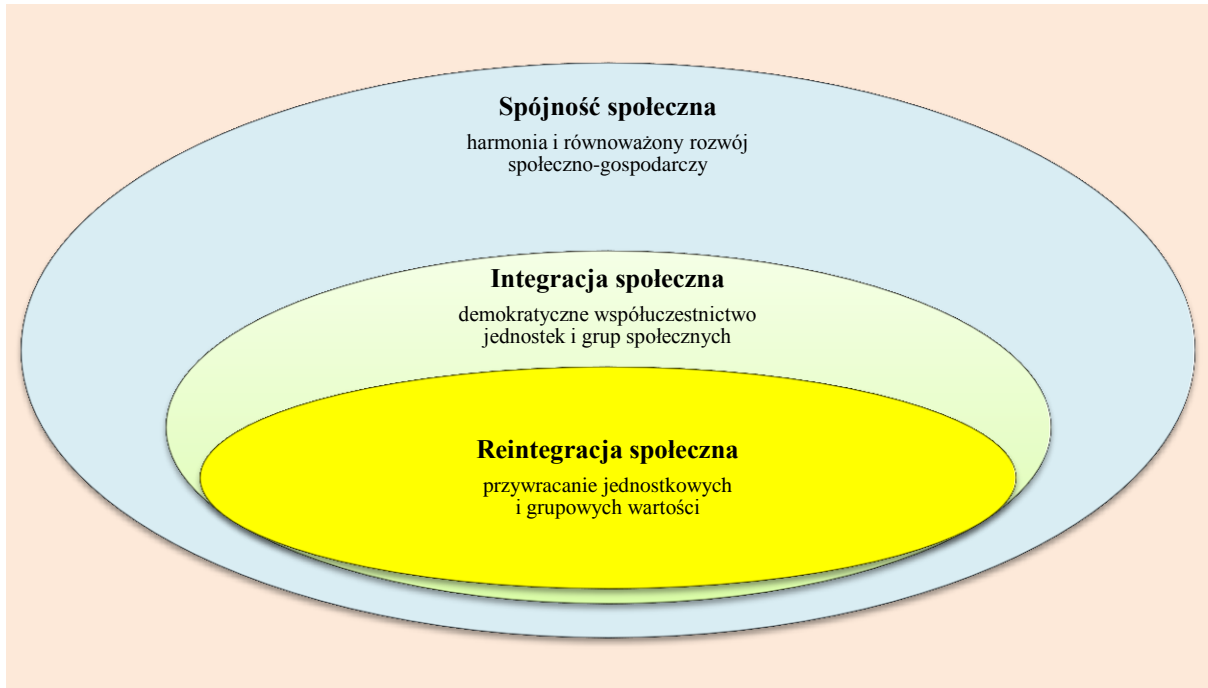 Spójność społeczna
harmonia i równoważony rozwój
społeczno-gospodarczy
Integracja społeczna
demokratyczne współuczestnictwo
jednostek i grup społecznych
Reintegracja społeczna
przywracanie jednostkowych
i grupowych wartości